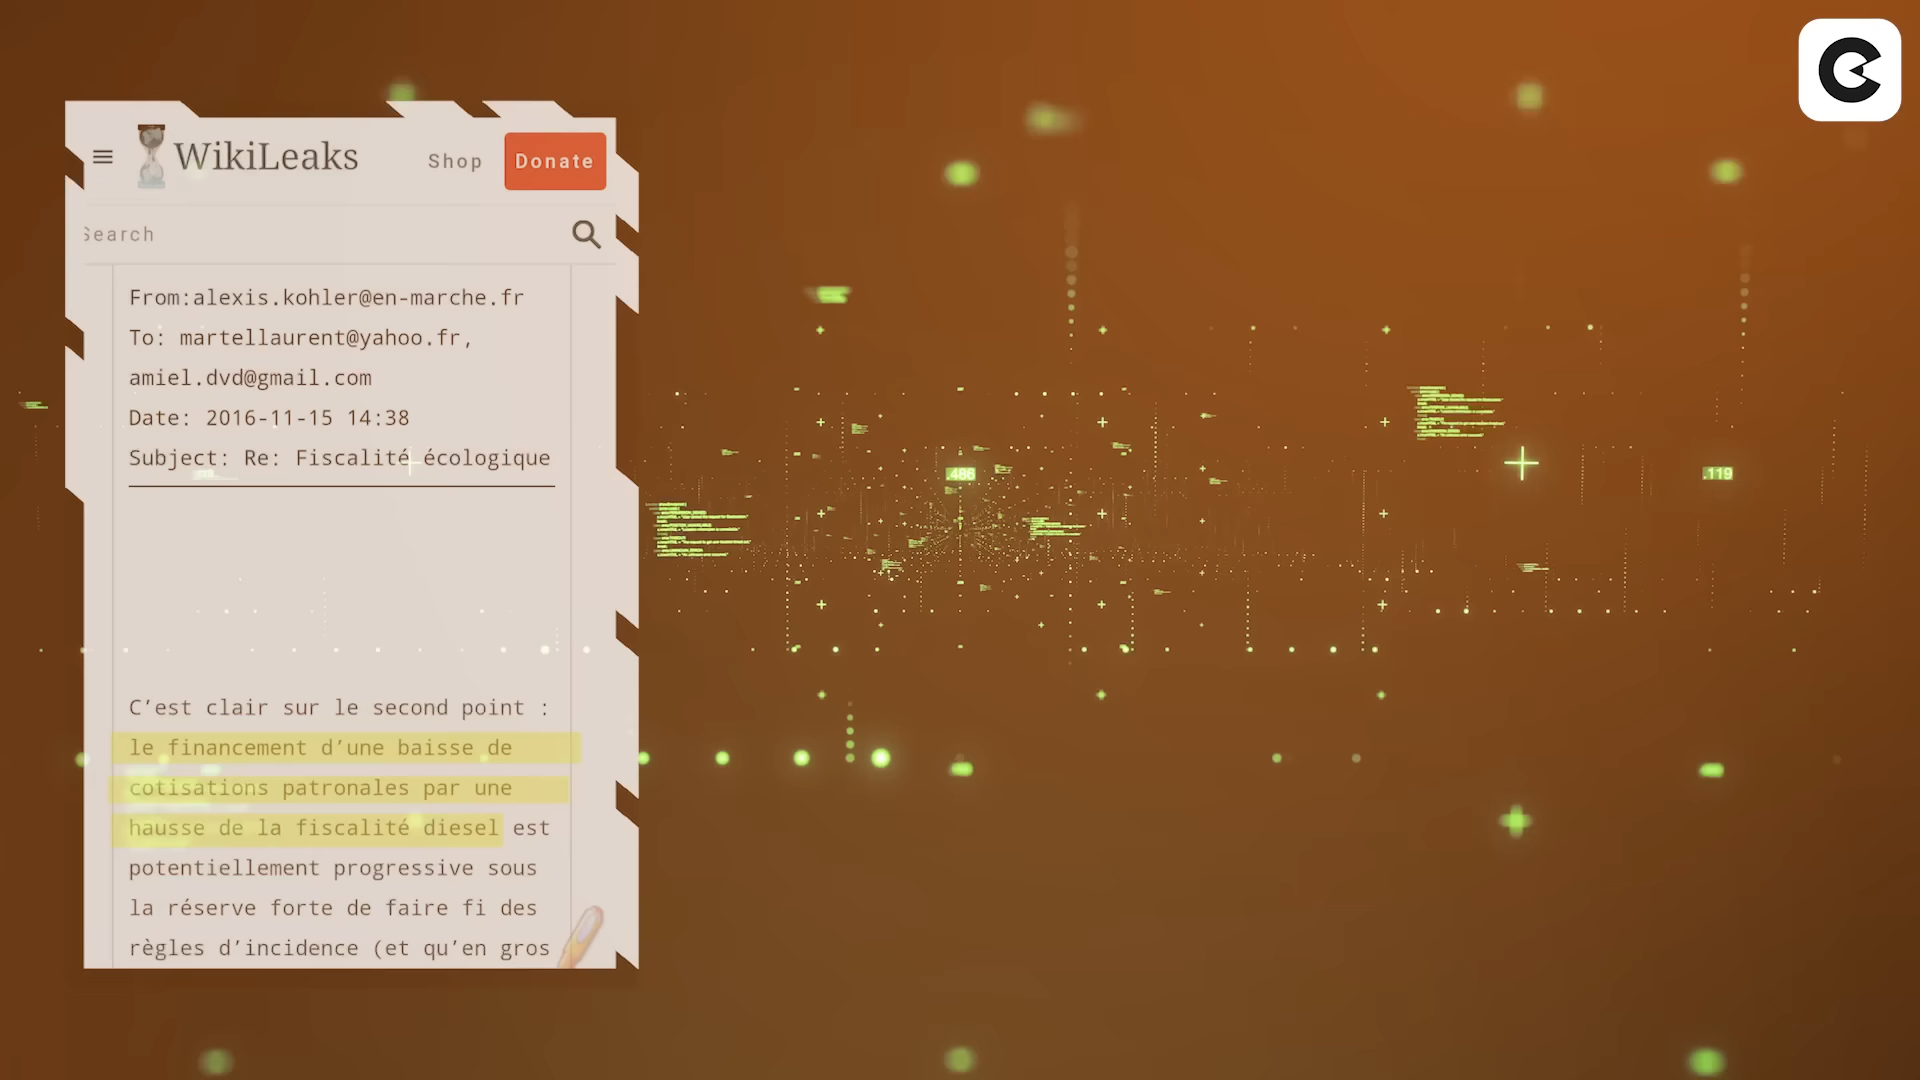 WikiLeaks
Shop
Donate
Search
From:alexis.kohler@en-marche.fr
To: martellaurent@yahoo.fr,
amiel.dvd@gmail.com
Date: 2016-11-15 14:38
Subject: Re: Fiscalité écologique
.486
.119
C’est clair sur le second point :
le financement d’une baisse de
cotisations patronales par une
hausse de la fiscalité diesel est
potentiellement progressive sous
la réserve forte de faire fi des
règles d’incidence (et qu’en gros